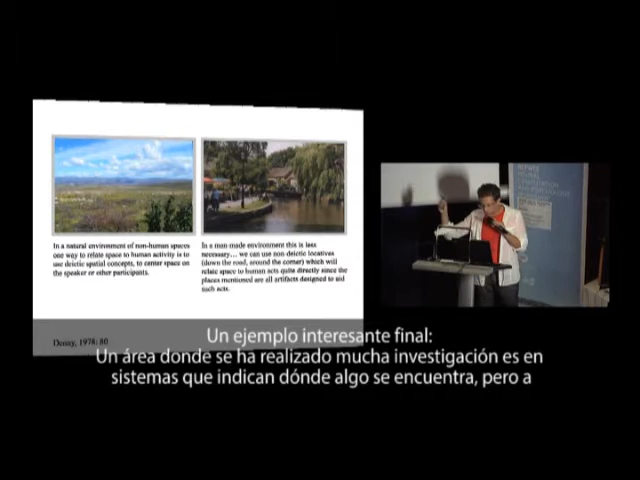 In a natural environment of non-human spaces
one way to relate space to human activity is to
use deictic spatial concepts, to center space on
the speaker or other participants.
In a man-made environment this is less
necessary... we can use non-deictic locatives
(down the road, around the corner) which will
relate space to human acts quite directly since the
places mentioned are all artifacts designed to aid
such acts.
Denny, 1978: 80
Un ejemplo interesante final:
Un área donde se ha realizado mucha investigación es en
sistemas que indican dónde algo se encuentra, pero a